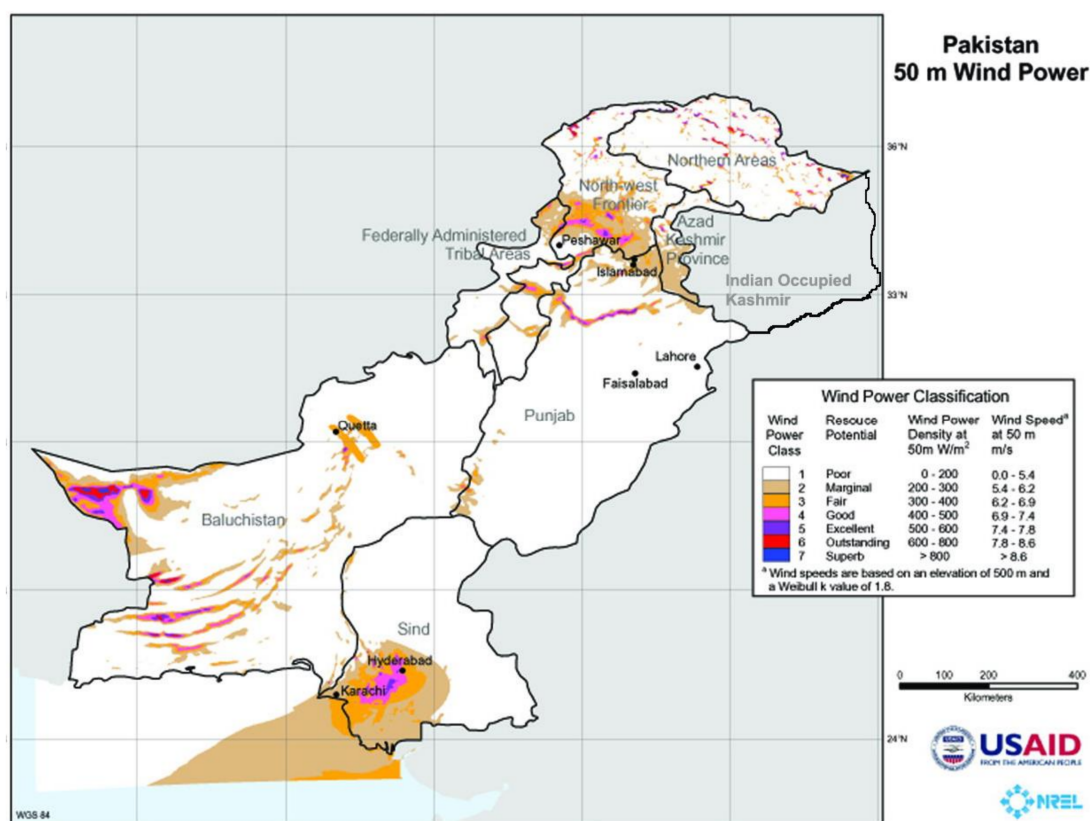 Pakistan
50 m Wind Power
36°N
Northern Areas
North-west
Frontier
Azad
Kashmir
Province
Federally Administered
Tribal Areas
Peshawar
Islamabad
Indian Occupied
Kashmir
33°N
Lahore
Faisalabad
Punjab
Quetta
Baluchistan
Sind
Hyderabad
Karachi
24°N
WGS 84
Wind Power Classification
Wind Power Class Resouce Potential Wind Power Density at 50m W/m² Wind Speedᵃ at 50 m m/s
1 Poor 0 - 200 0.0 - 5.4
2 Marginal 200 - 300 5.4 - 6.2
3 Fair 300 - 400 6.2 - 6.9
4 Good 400 - 500 6.9 - 7.4
5 Excellent 500 - 600 7.4 - 7.8
6 Outstanding 600 - 800 7.8 - 8.6
7 Superb > 800 > 8.6
ᵃ Wind speeds are based on an elevation of 500 m and
a Weibull k value of 1.8.
0 100 200 400
Kilometers
USAID
FROM THE AMERICAN PEOPLE
NREL